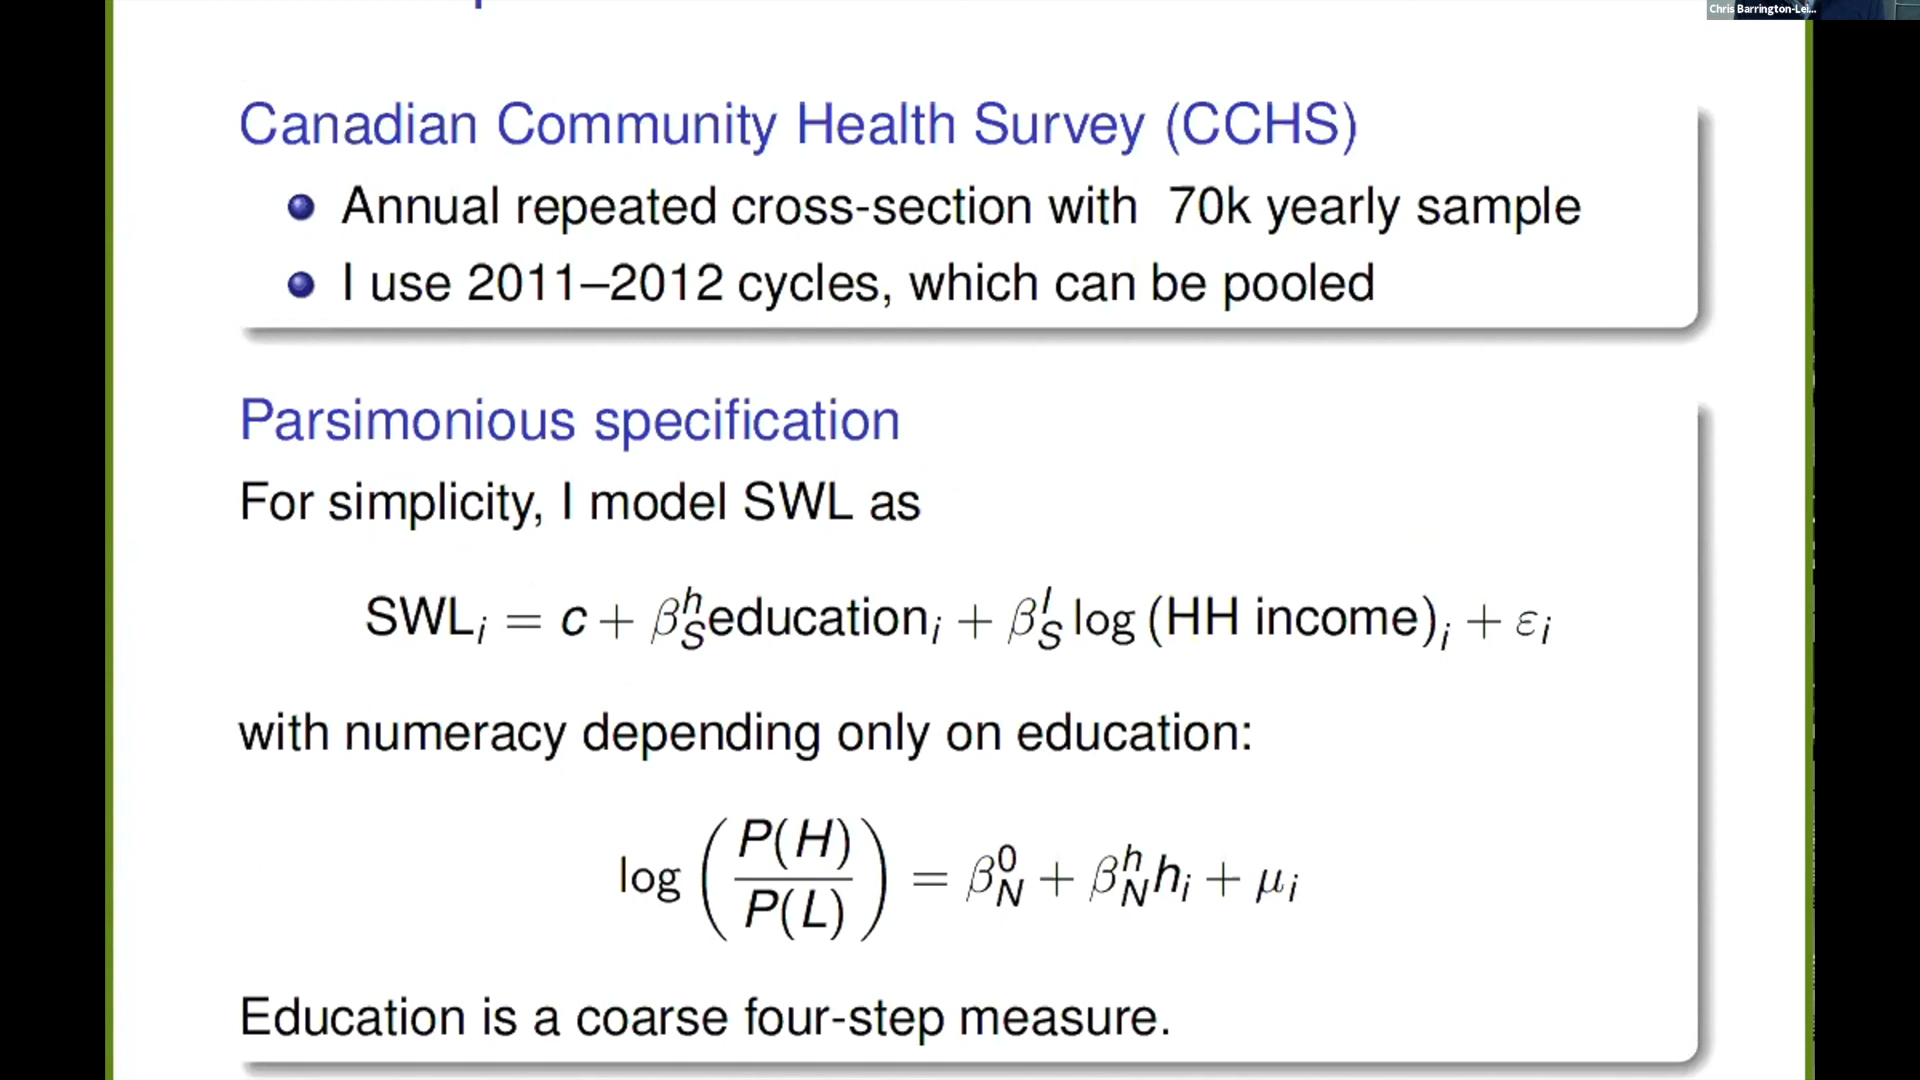 Chris Barrington-Lei...
Canadian Community Health Survey (CCHS)
Annual repeated cross-section with 70k yearly sample
I use 2011–2012 cycles, which can be pooled
Parsimonious specification
For simplicity, I model SWL as
SWL_i = c + β_S^h education_i + β_S^I log (HH income)_i + ε_i
with numeracy depending only on education:
log (P(H) / P(L)) = β_N^0 + β_N^h h_i + μ_i
Education is a coarse four-step measure.